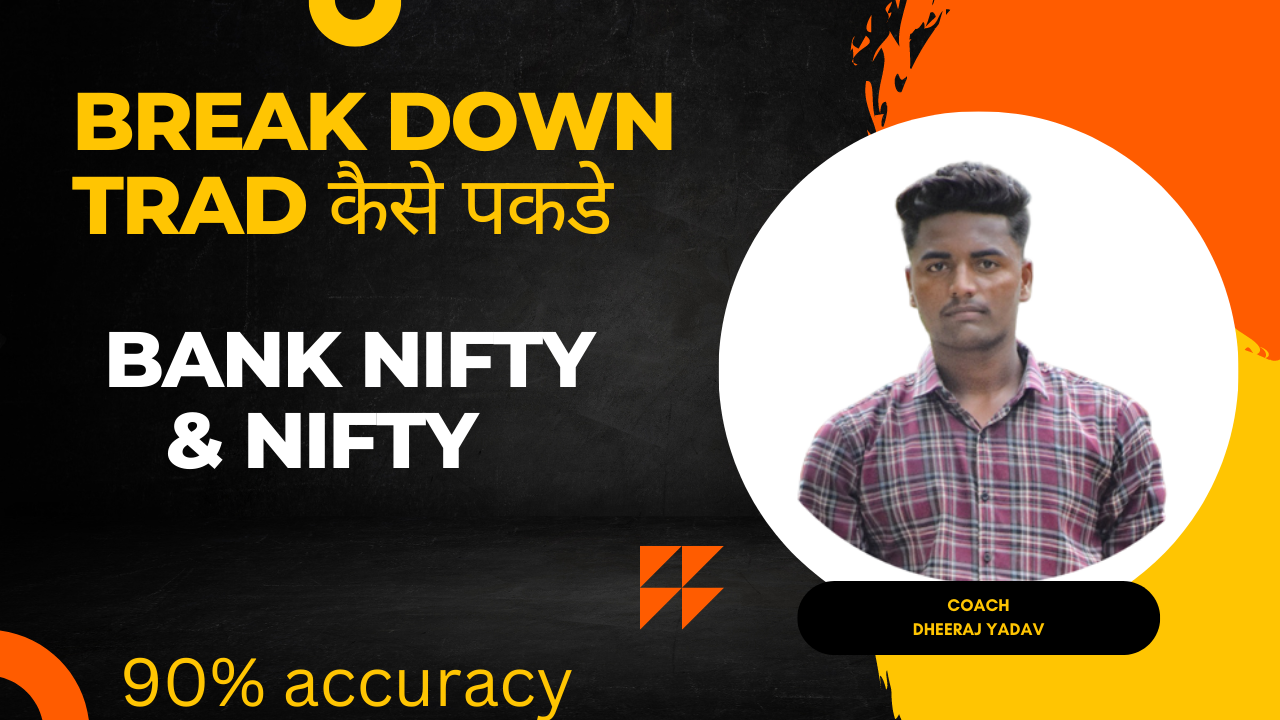 BREAK DOWN
TRAD कैसे पकडे
BANK NIFTY
& NIFTY
90% accuracy
COACH
DHEERAJ YADAV